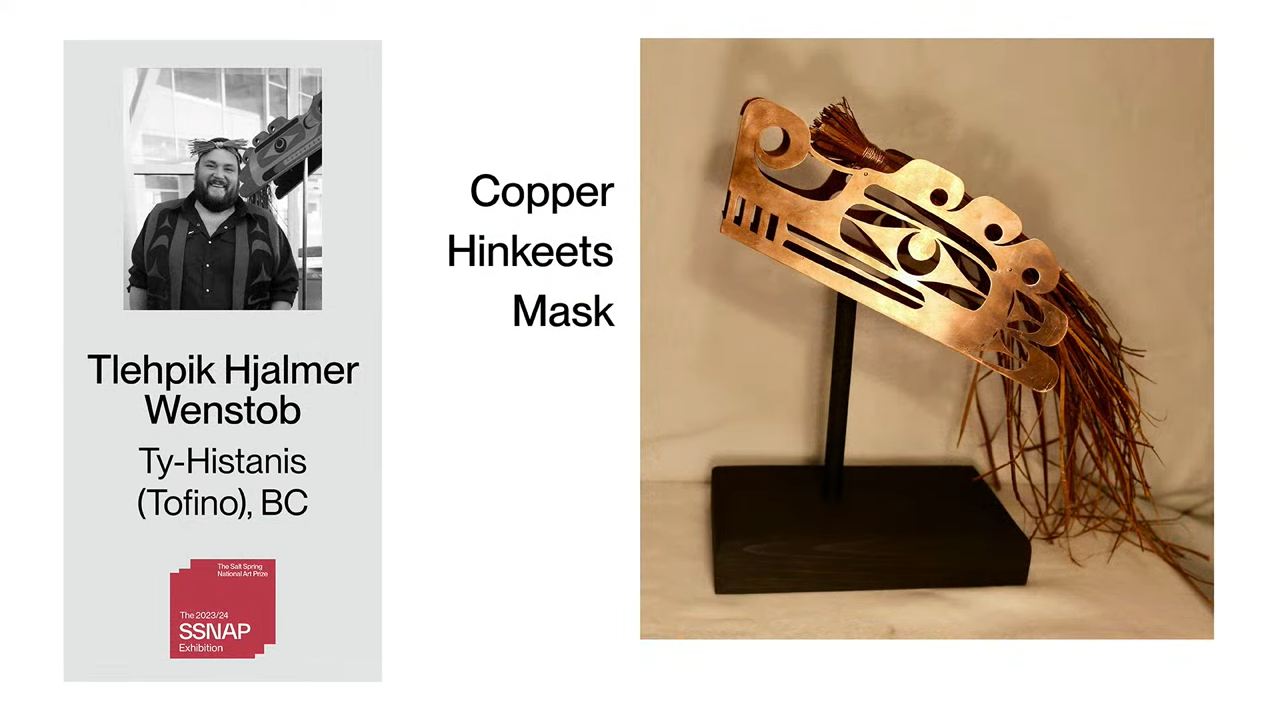 Tlehpik Hjalmer
Wenstob
Ty-Histanis
(Tofino), BC
The Salt Spring
National Art Prize
The 2023/24
SSNAP
Exhibition
Copper
Hinkeets
Mask